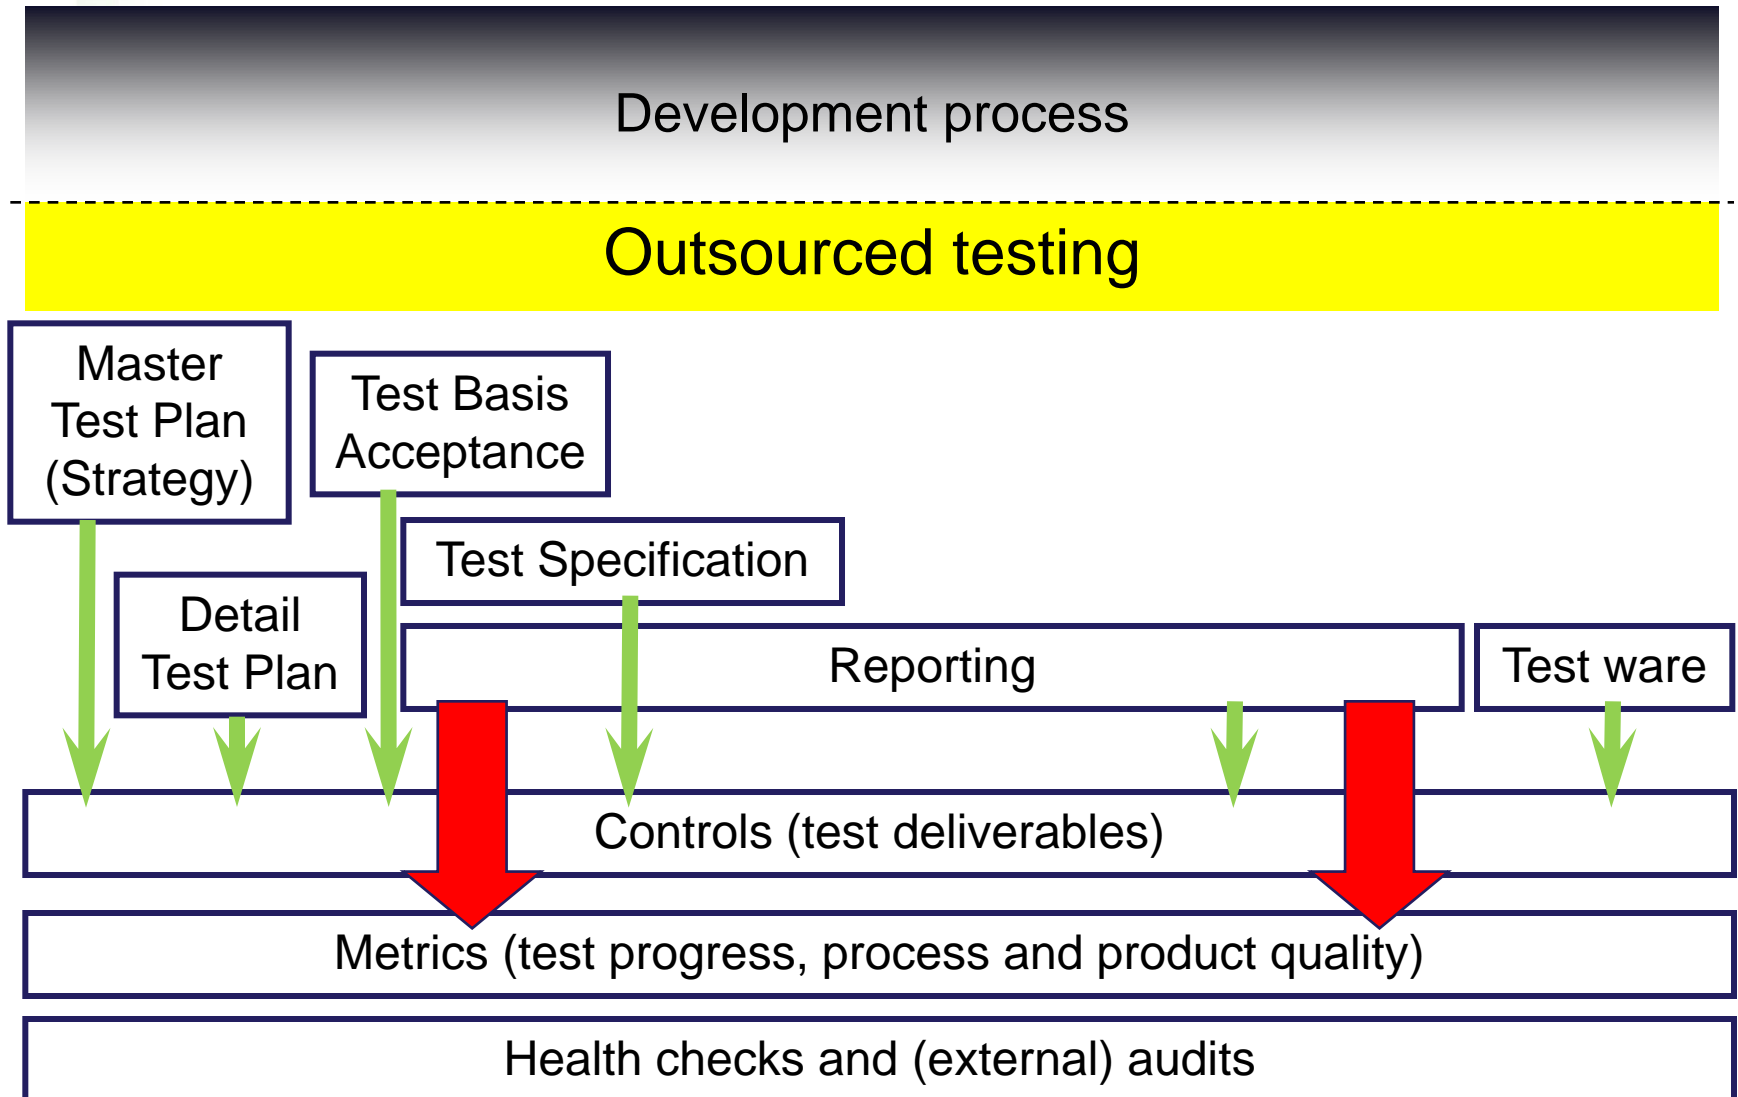 Development process
Outsourced testing
Master
Test Plan
(Strategy)
Test Basis
Acceptance
Test Specification
Detail
Test Plan
Reporting
Test ware
Controls (test deliverables)
Metrics (test progress, process and product quality)
Health checks and (external) audits